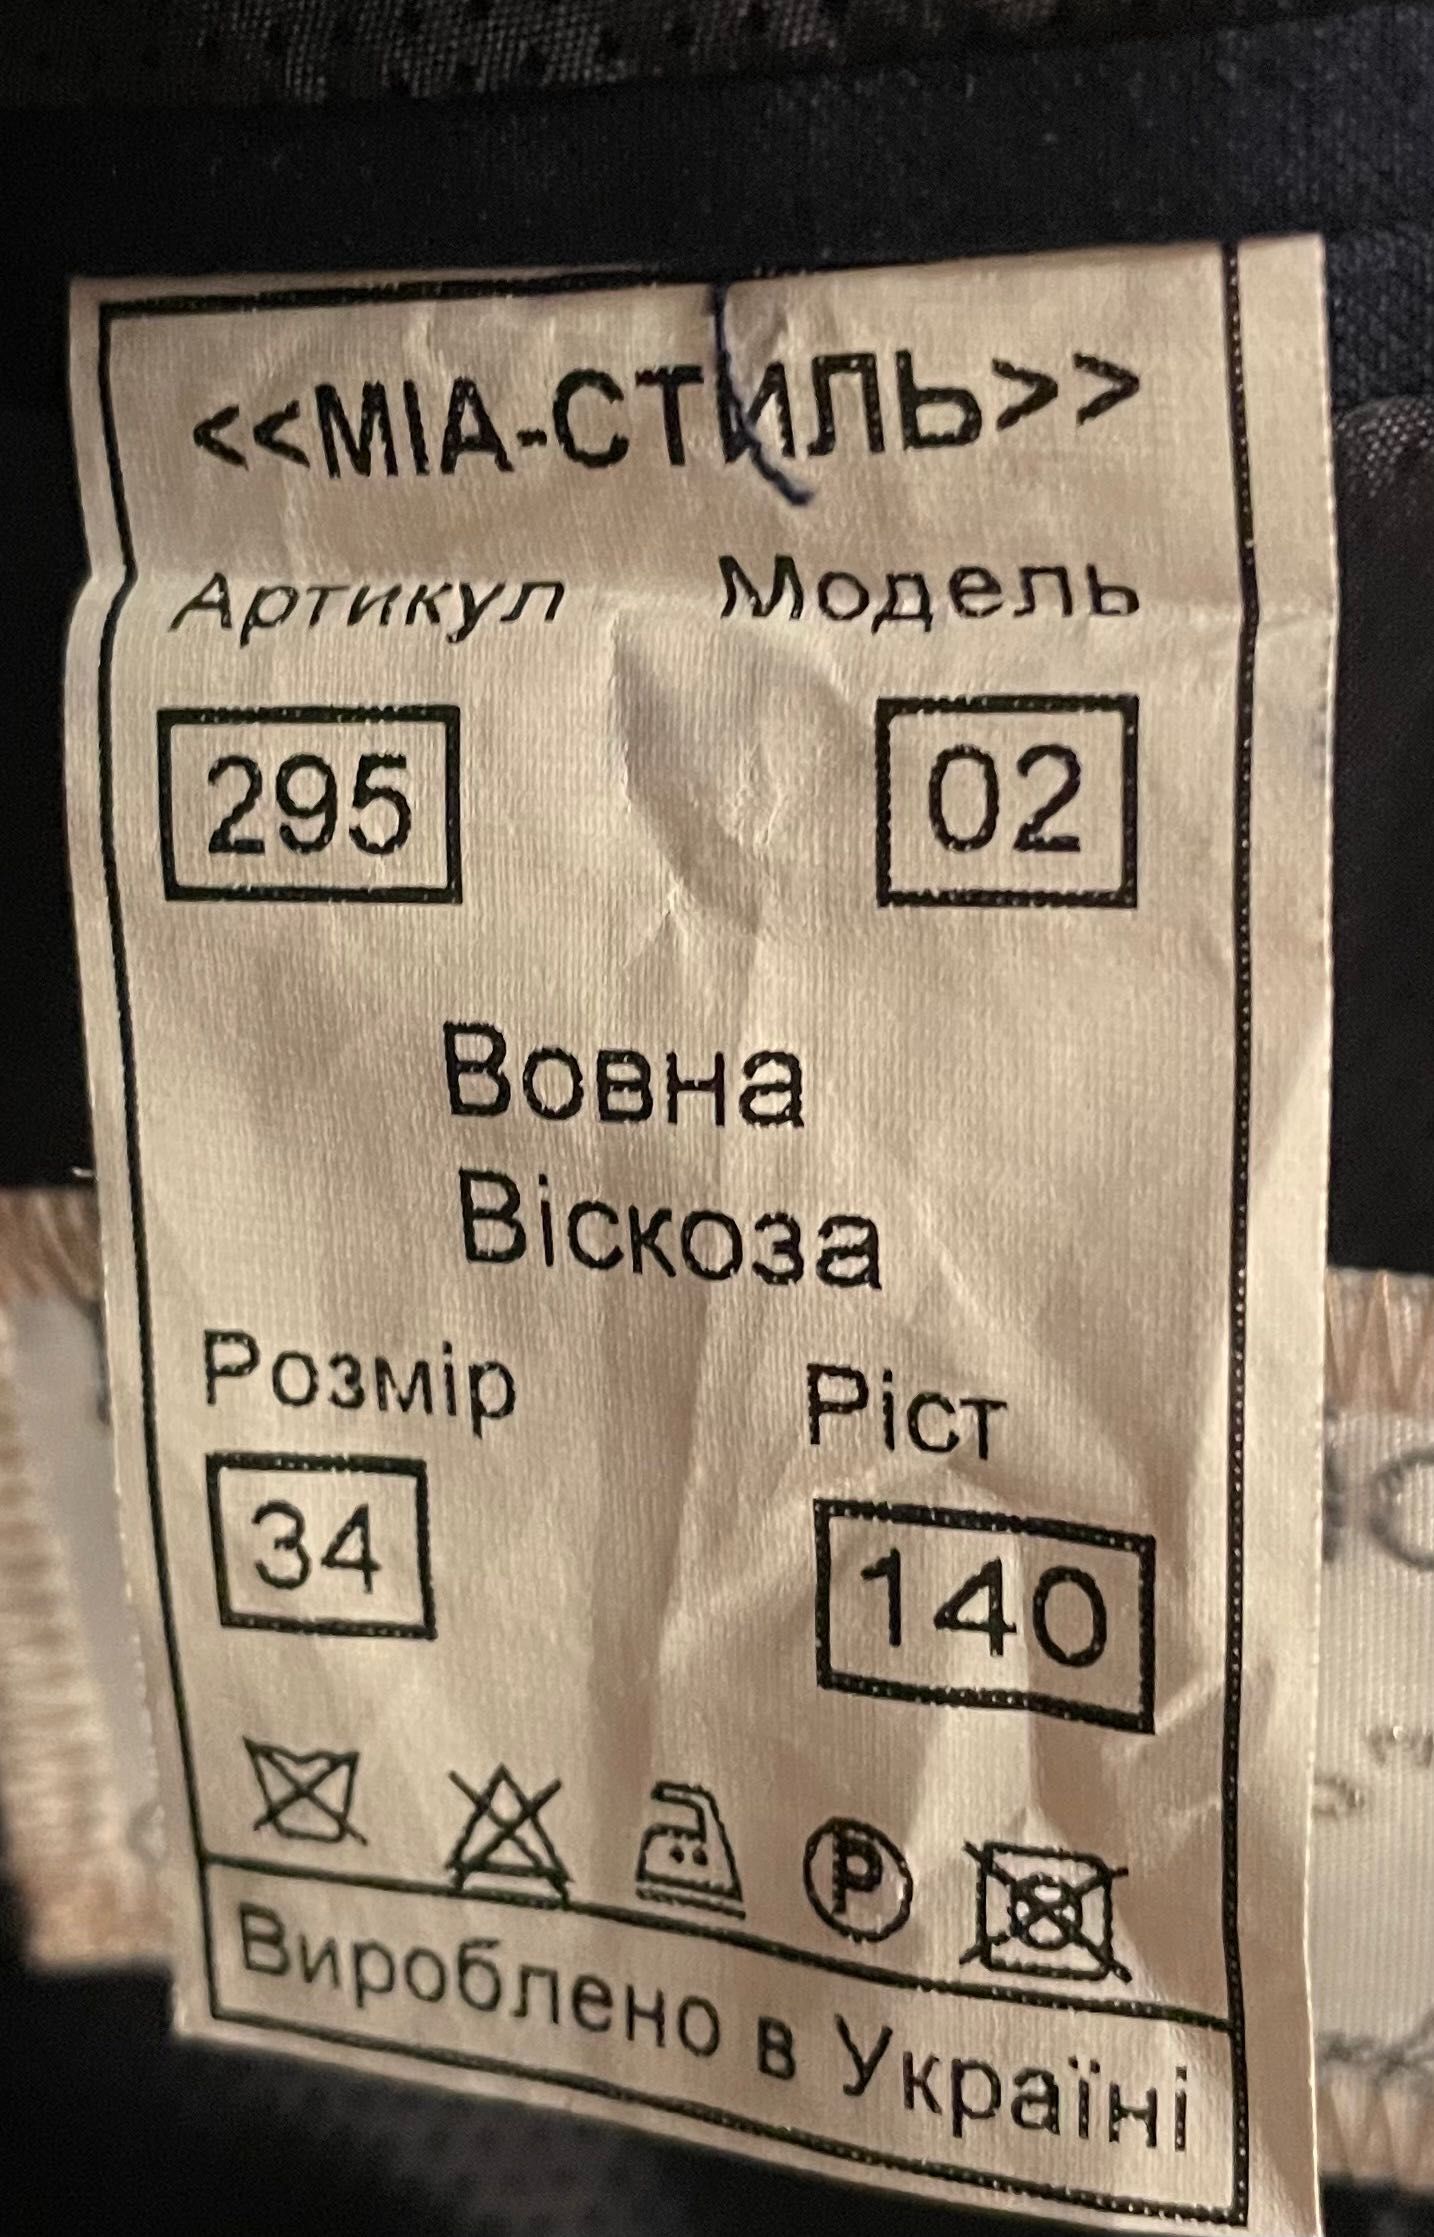 <<МІА-СТИЛЬ>>
Артикул Модель
295 02
Вовна
Віскоза
Розмір Ріст
34 140
P
Вироблено в Україні